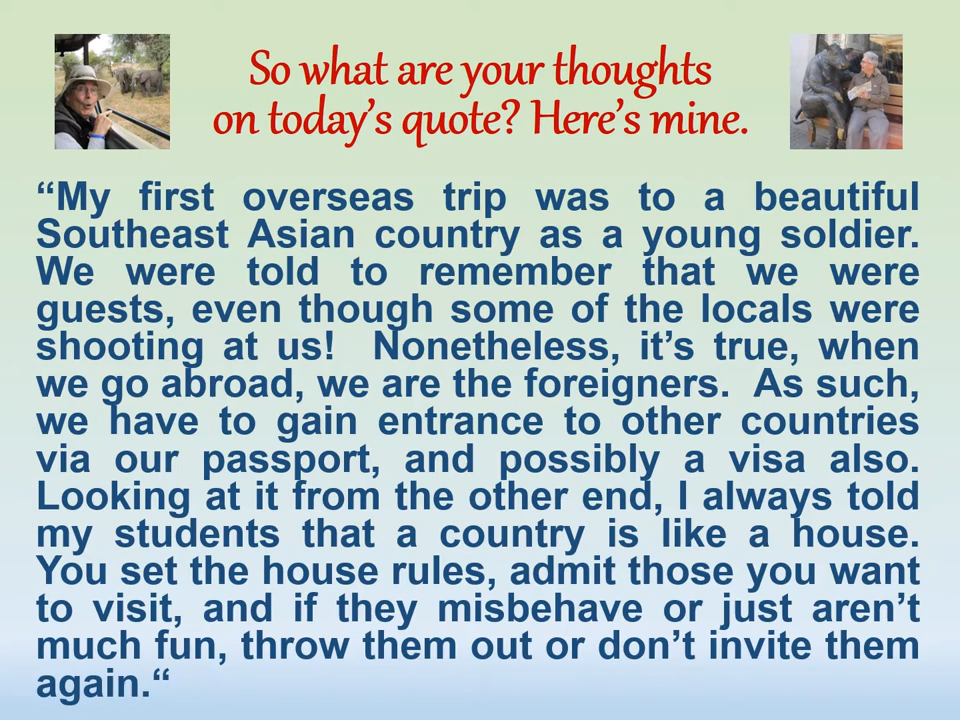 So what are your thoughts
on today’s quote? Here’s mine.
“My first overseas trip was to a beautiful
Southeast Asian country as a young soldier.
We were told to remember that we were
guests, even though some of the locals were
shooting at us!  Nonetheless, it’s true, when
we go abroad, we are the foreigners.  As such,
we have to gain entrance to other countries
via our passport, and possibly a visa also.
Looking at it from the other end, I always told
my students that a country is like a house.
You set the house rules, admit those you want
to visit, and if they misbehave or just aren’t
much fun, throw them out or don’t invite them
again.“